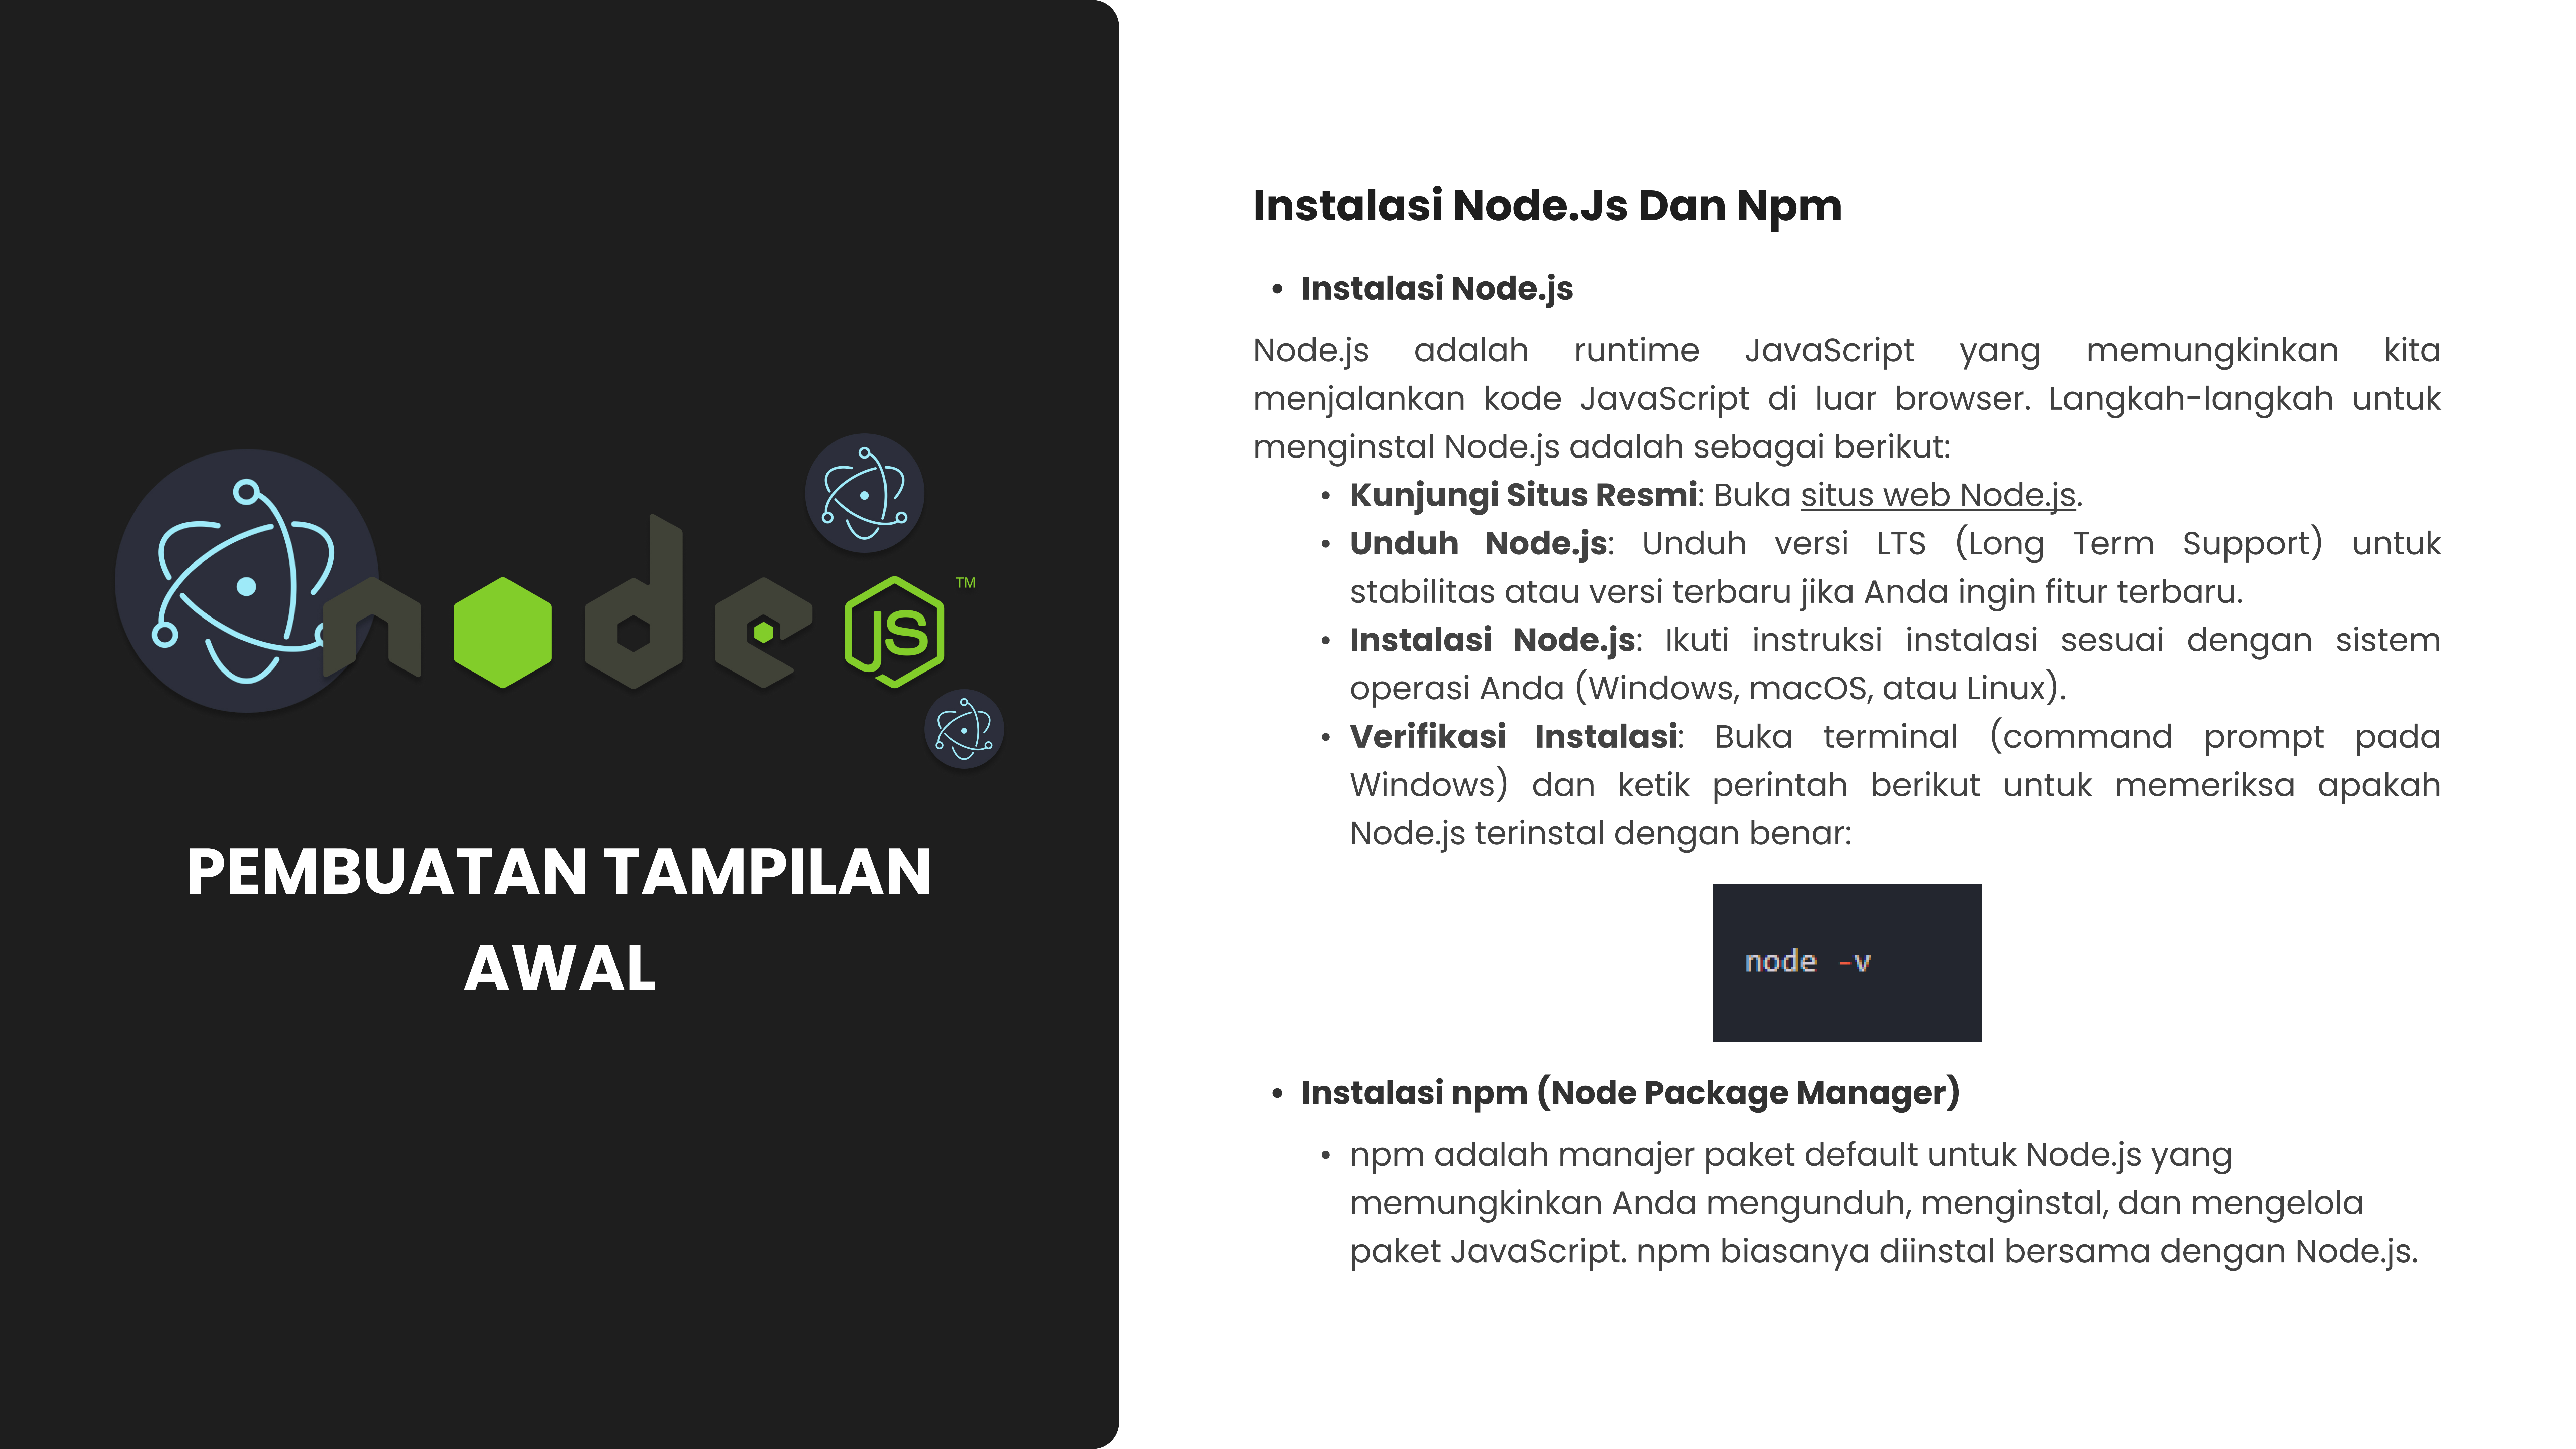 node JS TM
PEMBUATAN TAMPILAN
AWAL
Instalasi Node.Js Dan Npm
• Instalasi Node.js
Node.js adalah runtime JavaScript yang memungkinkan kita
menjalankan kode JavaScript di luar browser. Langkah-langkah untuk
menginstal Node.js adalah sebagai berikut:
• Kunjungi Situs Resmi: Buka situs web Node.js.
• Unduh Node.js: Unduh versi LTS (Long Term Support) untuk
stabilitas atau versi terbaru jika Anda ingin fitur terbaru.
• Instalasi Node.js: Ikuti instruksi instalasi sesuai dengan sistem
operasi Anda (Windows, macOS, atau Linux).
• Verifikasi Instalasi: Buka terminal (command prompt pada
Windows) dan ketik perintah berikut untuk memeriksa apakah
Node.js terinstal dengan benar:
node -v
• Instalasi npm (Node Package Manager)
• npm adalah manajer paket default untuk Node.js yang
memungkinkan Anda mengunduh, menginstal, dan mengelola
paket JavaScript. npm biasanya diinstal bersama dengan Node.js.